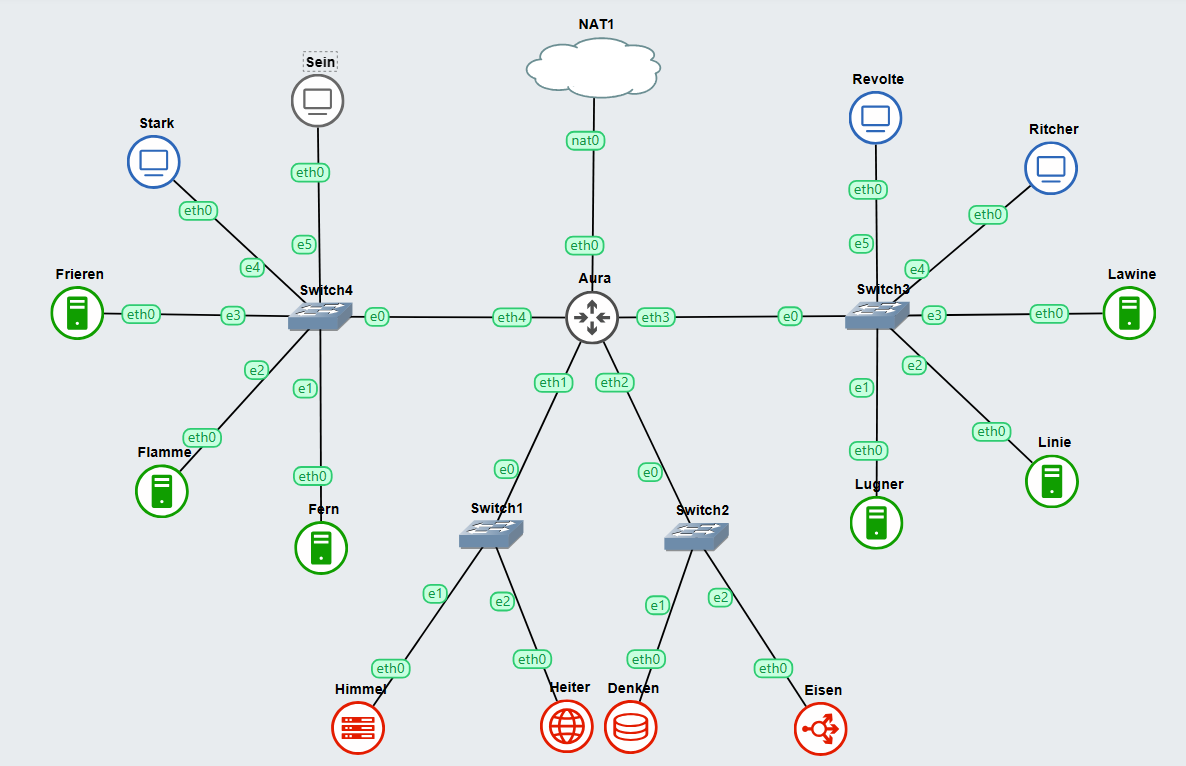 NAT1
Sein
Revolte
Stark
Ritcher
nat0
eth0
eth0
eth0
eth0
eth0
e5
e5
eth0
e4
e4
Frieren
Aura
Lawine
Switch4
Switch3
eth0
e3
e0
eth4
eth3
e0
e3
eth0
e2
e1
eth1
eth2
e1
e2
eth0
eth0
Flamme
eth0
Linie
eth0
e0
e0
Lugner
Fern
Switch1
Switch2
e1
e2
e1
e2
eth0
eth0
eth0
eth0
Himmel
Heiter
Denken
Eisen